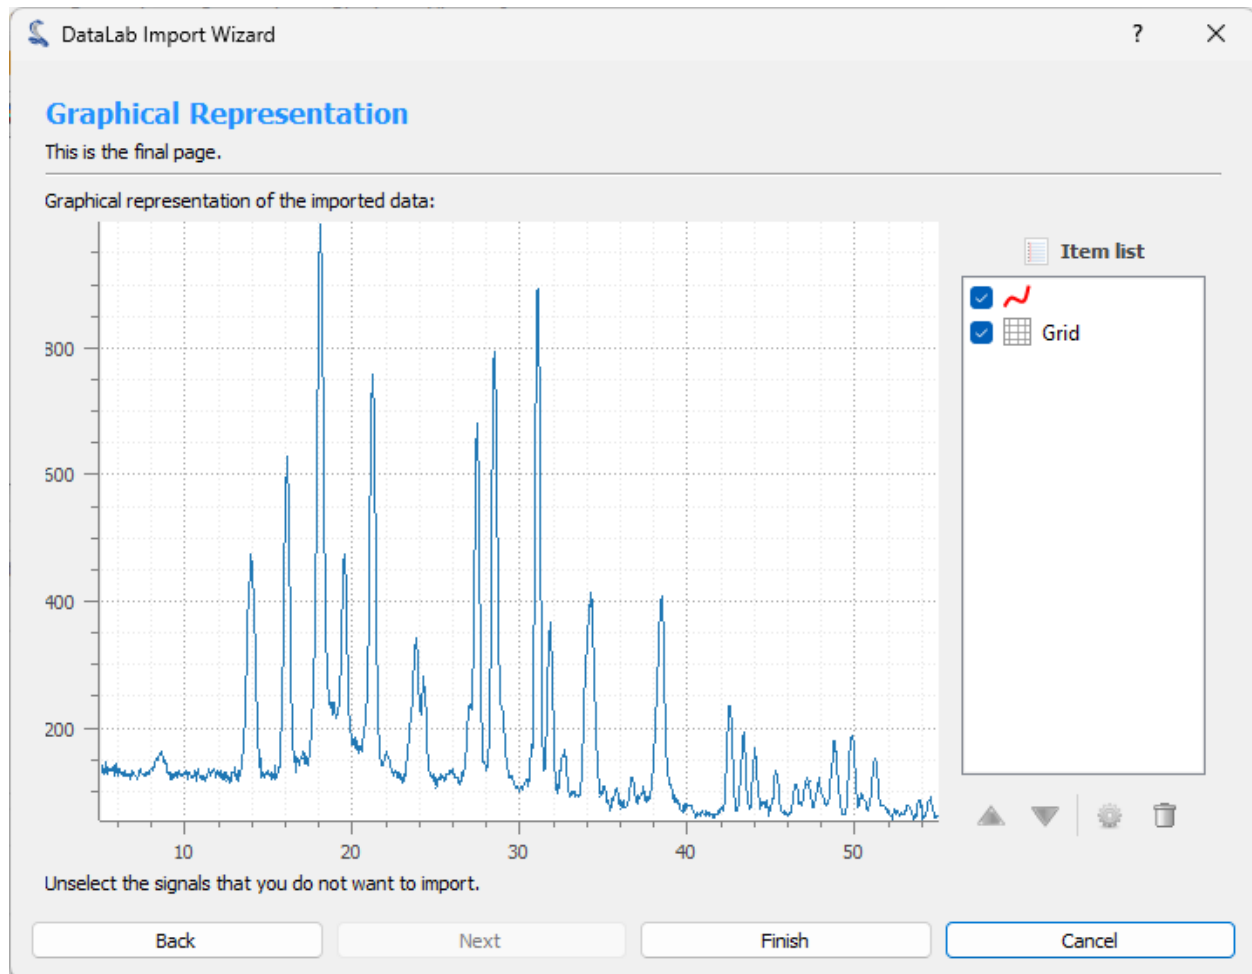 DataLab Import Wizard
?
Graphical Representation
This is the final page.
Graphical representation of the imported data:
Item list
Grid
800
600
400
200
10 20 30 40 50
Unselect the signals that you do not want to import.
Back Next Finish Cancel